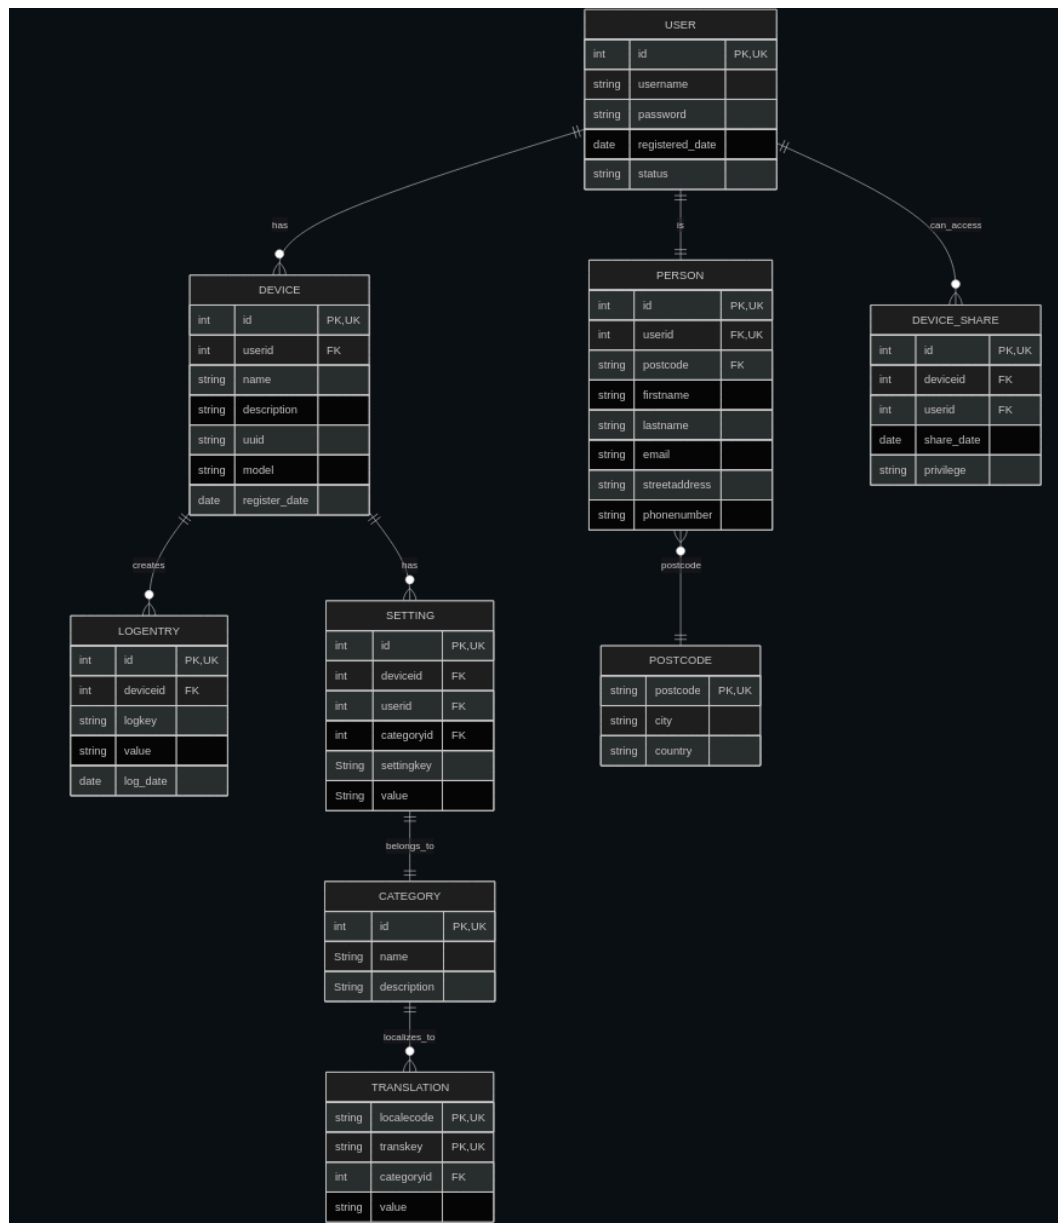 USER
int id PK,UK
string username
string password
date registered_date
string status
has
is
can_access
DEVICE
int id PK,UK
int userid FK
string name
string description
string uuid
string model
date register_date
PERSON
int id PK,UK
int userid FK,UK
string postcode FK
string firstname
string lastname
string email
string streetaddress
string phonenumber
DEVICE_SHARE
int id PK,UK
int deviceid FK
int userid FK
date share_date
string privilege
creates
has
postcode
LOGENTRY
int id PK,UK
int deviceid FK
string logkey
string value
date log_date
SETTING
int id PK,UK
int deviceid FK
int userid FK
int categoryid FK
String settingkey
String value
POSTCODE
string postcode PK,UK
string city
string country
belongs_to
CATEGORY
int id PK,UK
String name
String description
localizes_to
TRANSLATION
string localecode PK,UK
string transkey PK,UK
int categoryid FK
string value